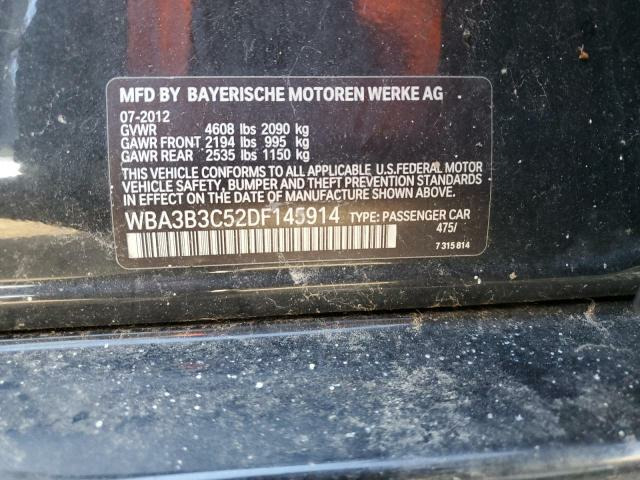 MFD BY BAYERISCHE MOTOREN WERKE AG
07-2012
GVWR 4608 lbs 2090 kg
GAWR FRONT 2194 lbs 995 kg
GAWR REAR 2535 lbs 1150 kg
THIS VEHICLE CONFORMS TO ALL APPLICABLE U.S.FEDERAL MOTOR
VEHICLE SAFETY, BUMPER AND THEFT PREVENTION STANDARDS
IN EFFECT ON THE DATE OF MANUFACTURE SHOWN ABOVE.
WBA3B3C52DF145914 TYPE: PASSENGER CAR
475/
7 315 814